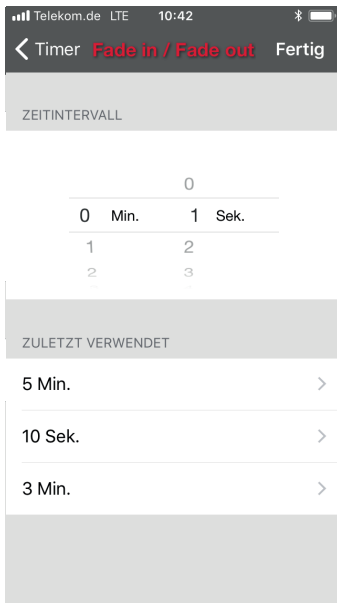 Telekom.de LTE 10:42
Timer Fade in / Fade out Fertig
ZEITINTERVALL
0
0 Min. 1 Sek.
1 2
2 3
ZULETZT VERWENDET
5 Min.
10 Sek.
3 Min.